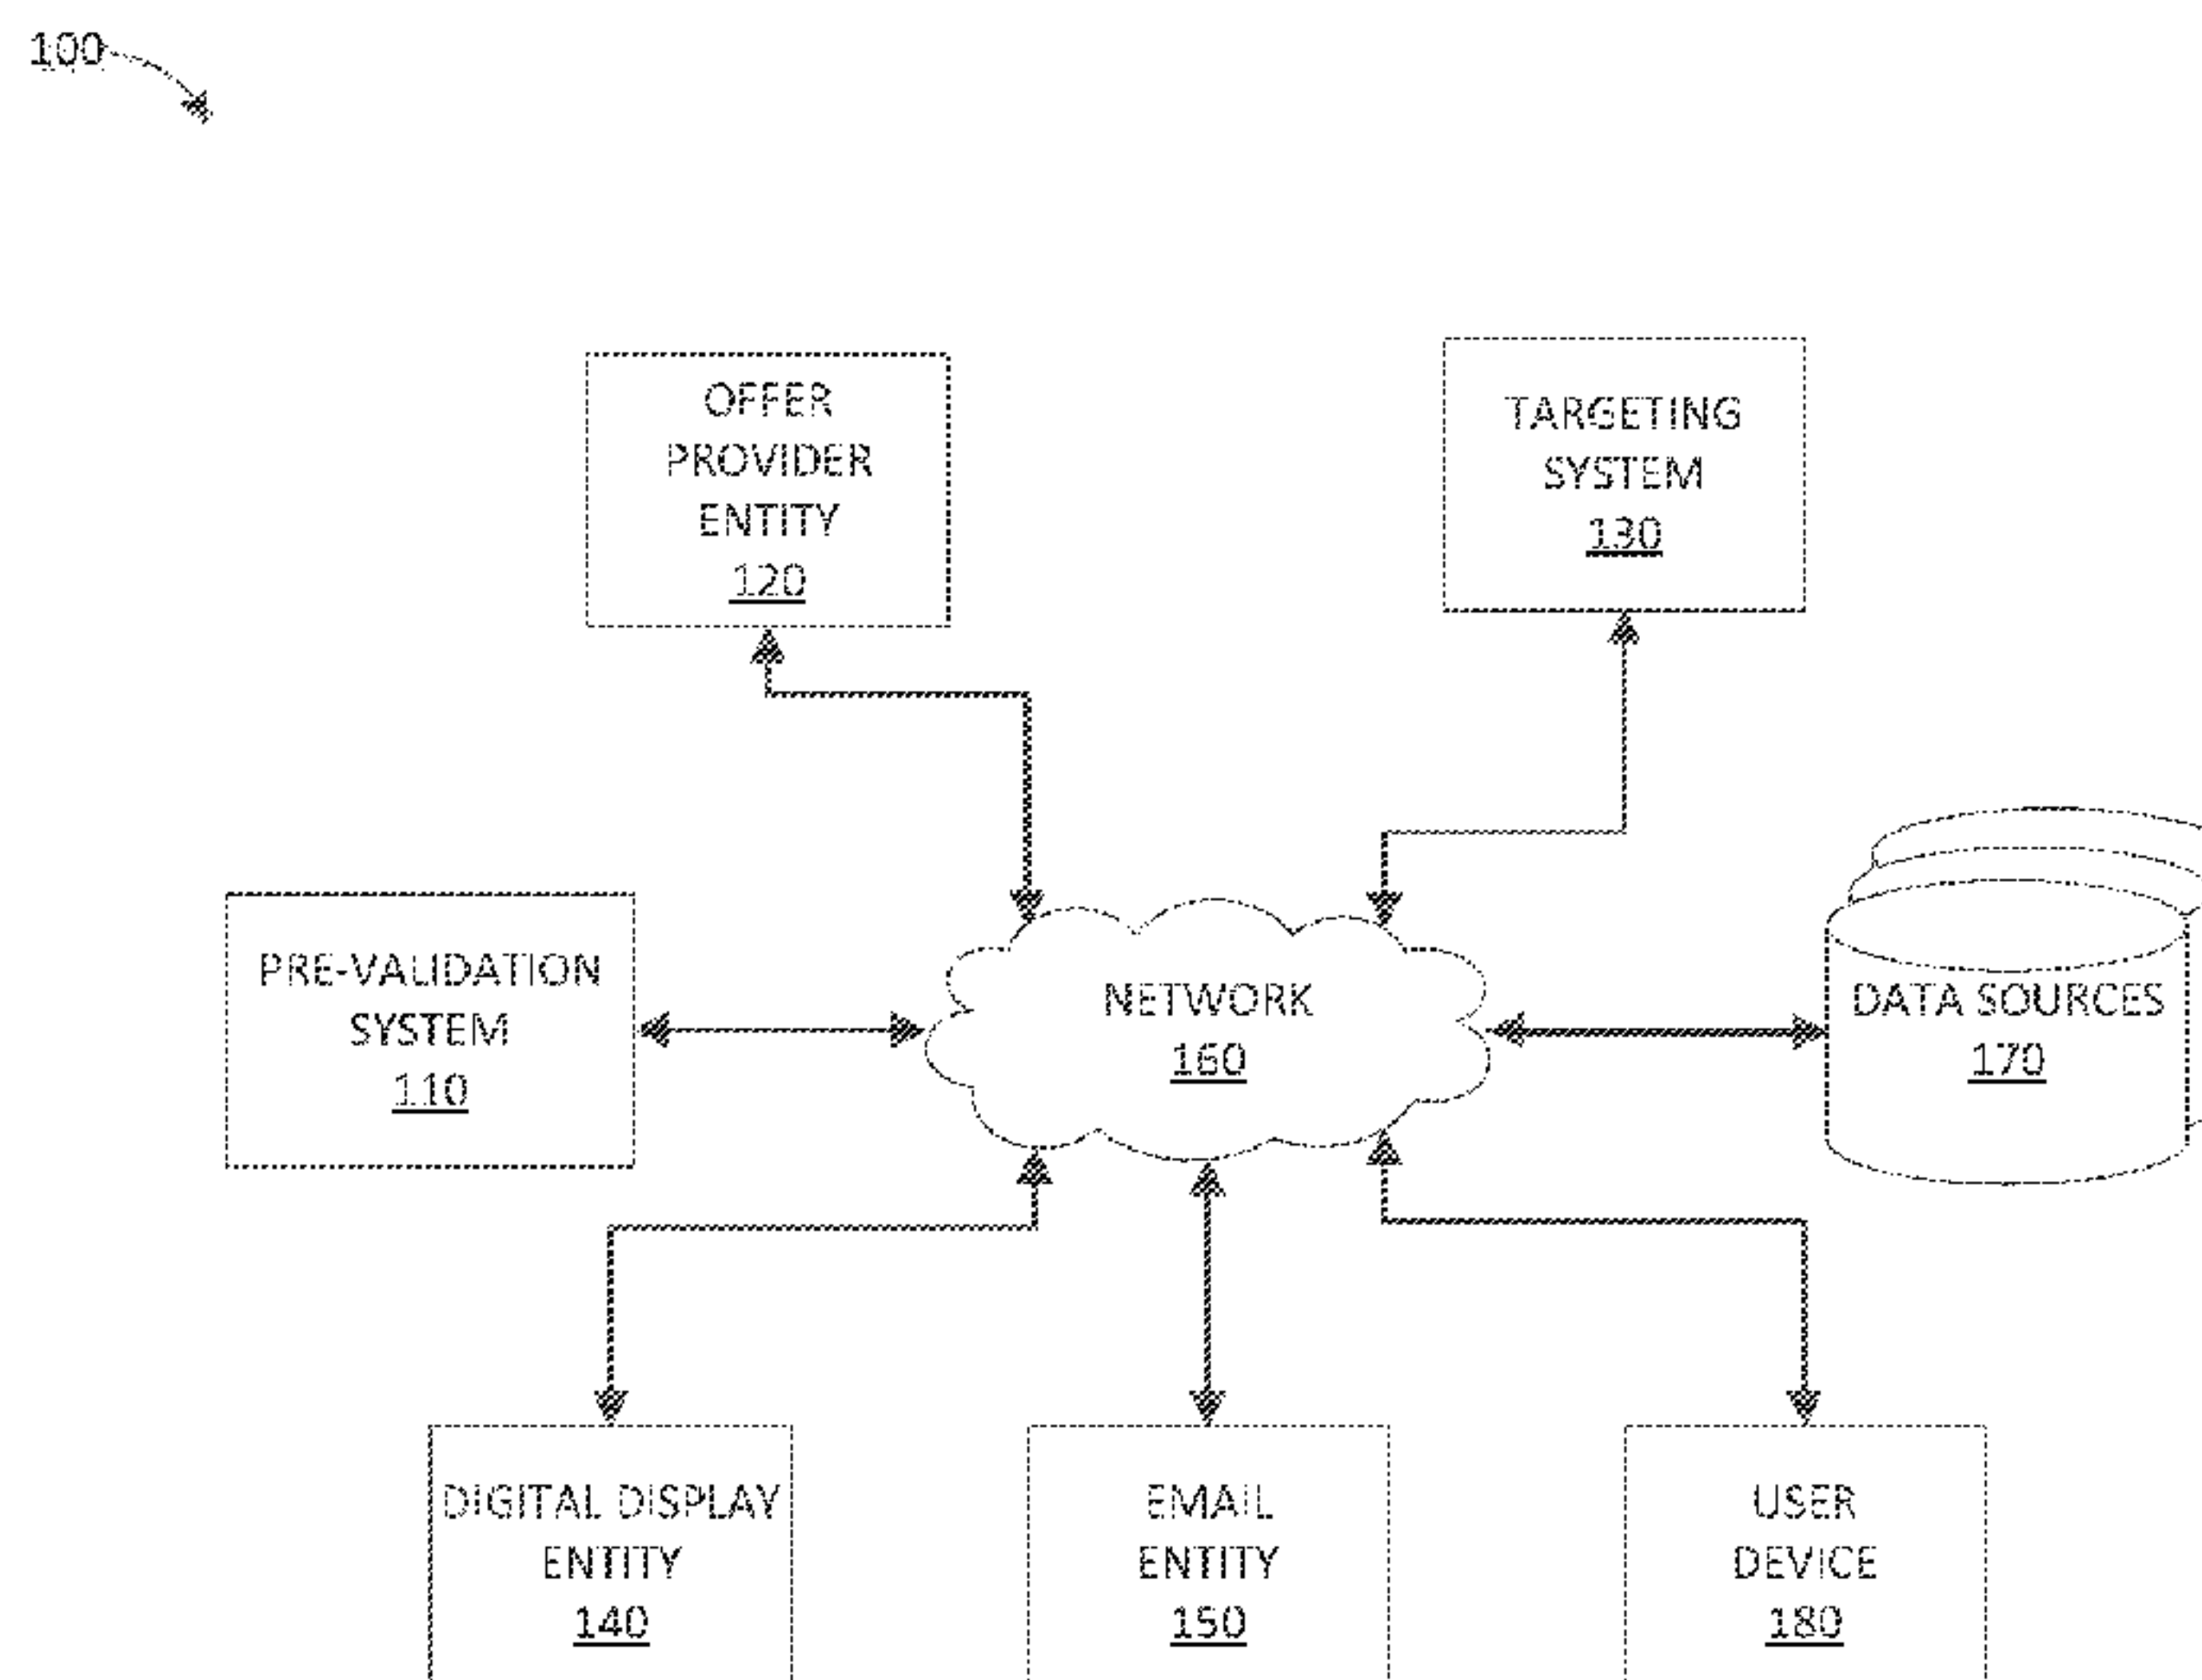 100
OFFER
PROVIDER
ENTITY
120
TARGETING
SYSTEM
130
PRE-VALIDATION
SYSTEM
110
NETWORK
160
DATA SOURCES
170
DIGITAL DISPLAY
ENTITY
140
EMAIL
ENTITY
150
USER
DEVICE
180